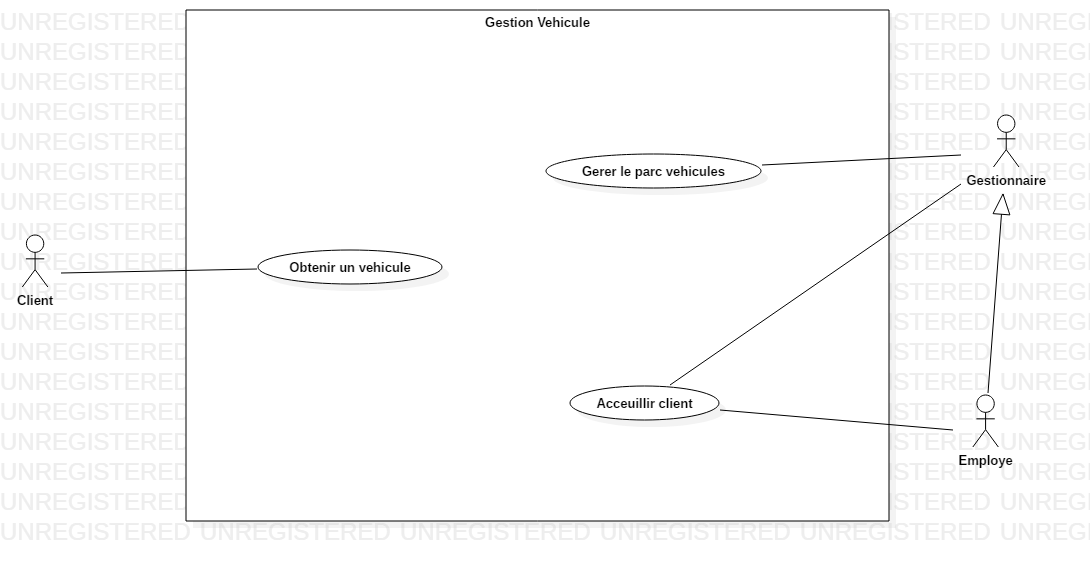 Gestion Vehicule
Gerer le parc vehicules
Gestionnaire
Obtenir un vehicule
Client
Acceuillir client
Employe
UNREGISTERED UNREGISTERED UNREGISTERED UNREGISTERED UNREGISTERED UNREG